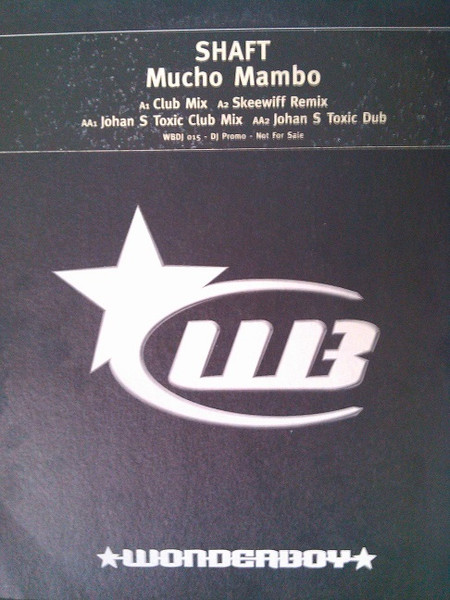 SHAFT
Mucho Mambo
A1 Club Mix A2 Skeewiff Remix
AA1 Johan S Toxic Club Mix AA2 Johan S Toxic Dub
WBDJ 015 - DJ Promo - Not For Sale
WB
★WONDERBOY★